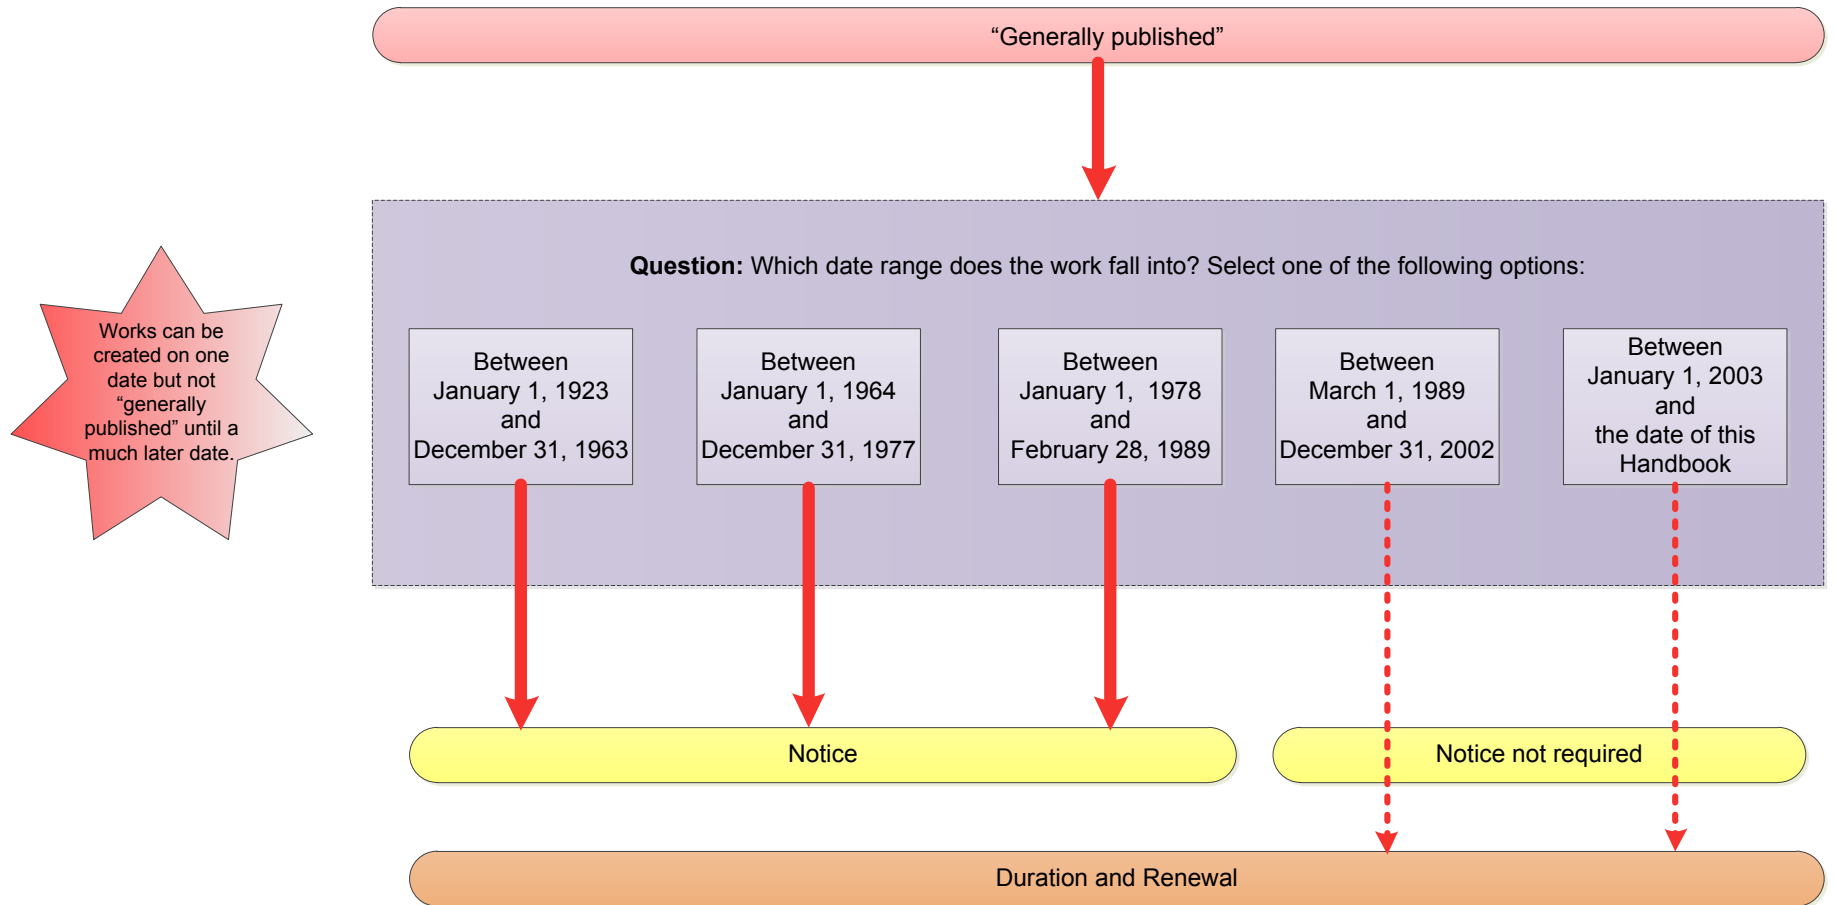 “Generally published”
Question: Which date range does the work fall into? Select one of the following options:
Works can be
created on one
date but not
“generally
published” until a
much later date.
Between
January 1, 1923
and
December 31, 1963
Between
January 1, 1964
and
December 31, 1977
Between
January 1,  1978
and
February 28, 1989
Between
March 1, 1989
and
December 31, 2002
Between
January 1, 2003
and
the date of this
Handbook
Notice
Notice not required
Duration and Renewal